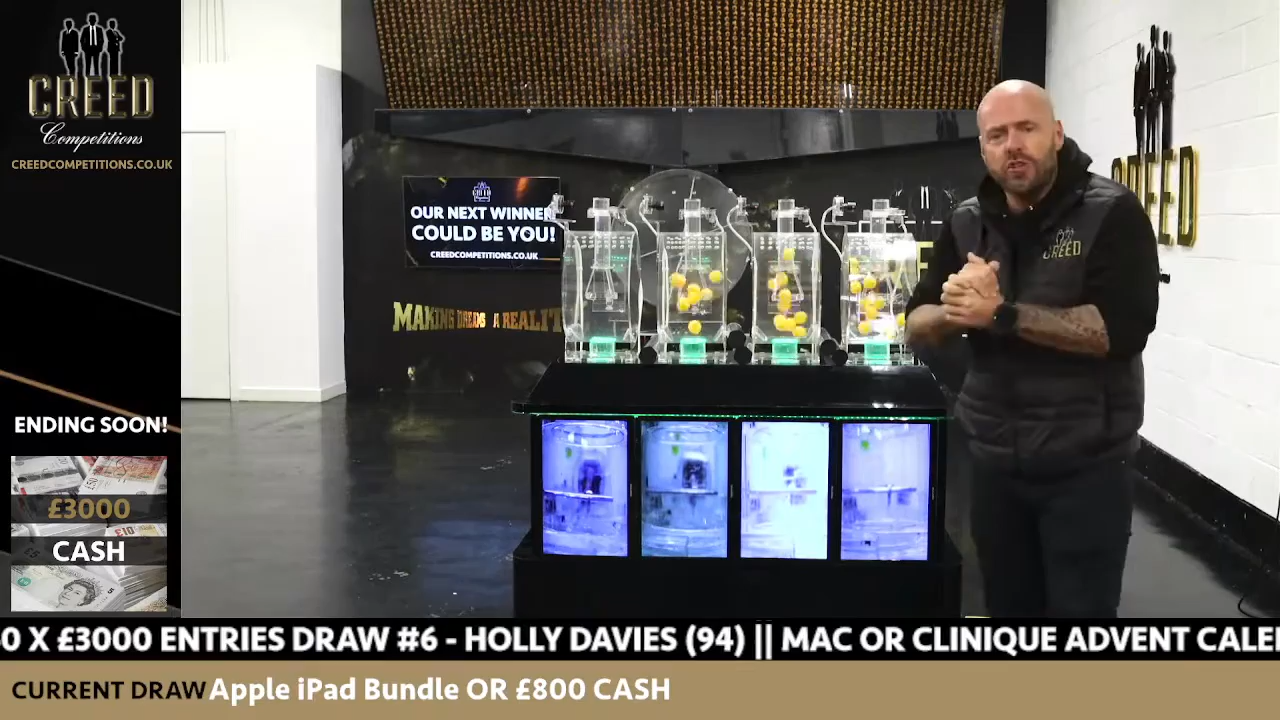 CREED
Competitions
CREEDCOMPETITIONS.CO.UK
ENDING SOON!
£3000
CASH
CREED
OUR NEXT WINNER
COULD BE YOU!
CREEDCOMPETITIONS.CO.UK
MAKING A REALIT
CREED
CREED
0 X £3000 ENTRIES DRAW #6 - HOLLY DAVIES (94) || MAC OR CLINIQUE ADVENT CALE
CURRENT DRAW Apple iPad Bundle OR £800 CASH